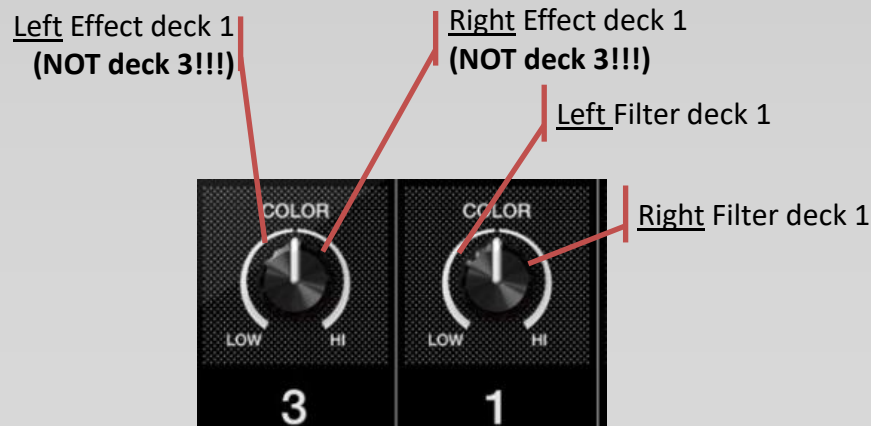 Left Effect deck 1
(NOT deck 3!!!)
Right Effect deck 1
(NOT deck 3!!!)
Left Filter deck 1
Right Filter deck 1
COLOR
LOW
HI
3
COLOR
LOW
HI
1